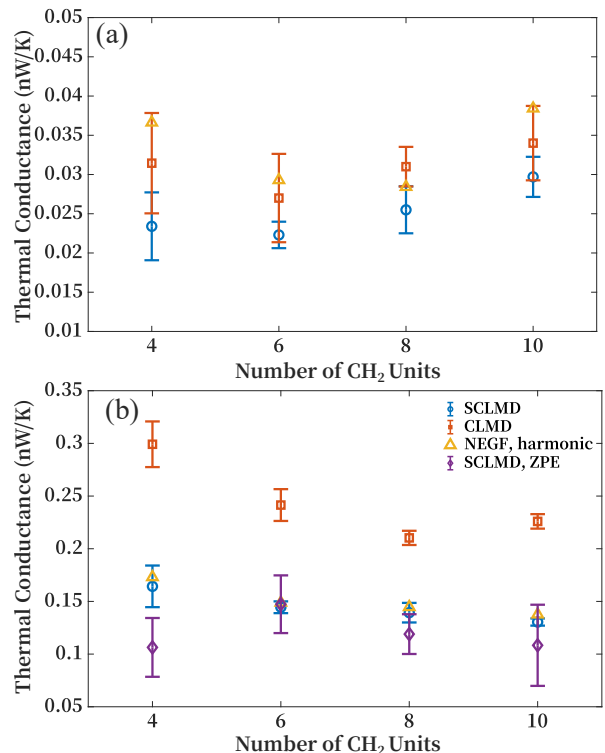 (a)
Thermal Conductance (nW/K)
0.05
0.045
0.04
0.035
0.03
0.025
0.02
0.015
0.01
4 6 8 10
Number of CH₂ Units
(b)
Thermal Conductance (nW/K)
0.35
0.3
0.25
0.2
0.15
0.1
0.05
SCLMD
CLMD
NEGF, harmonic
SCLMD, ZPE
4 6 8 10
Number of CH₂ Units